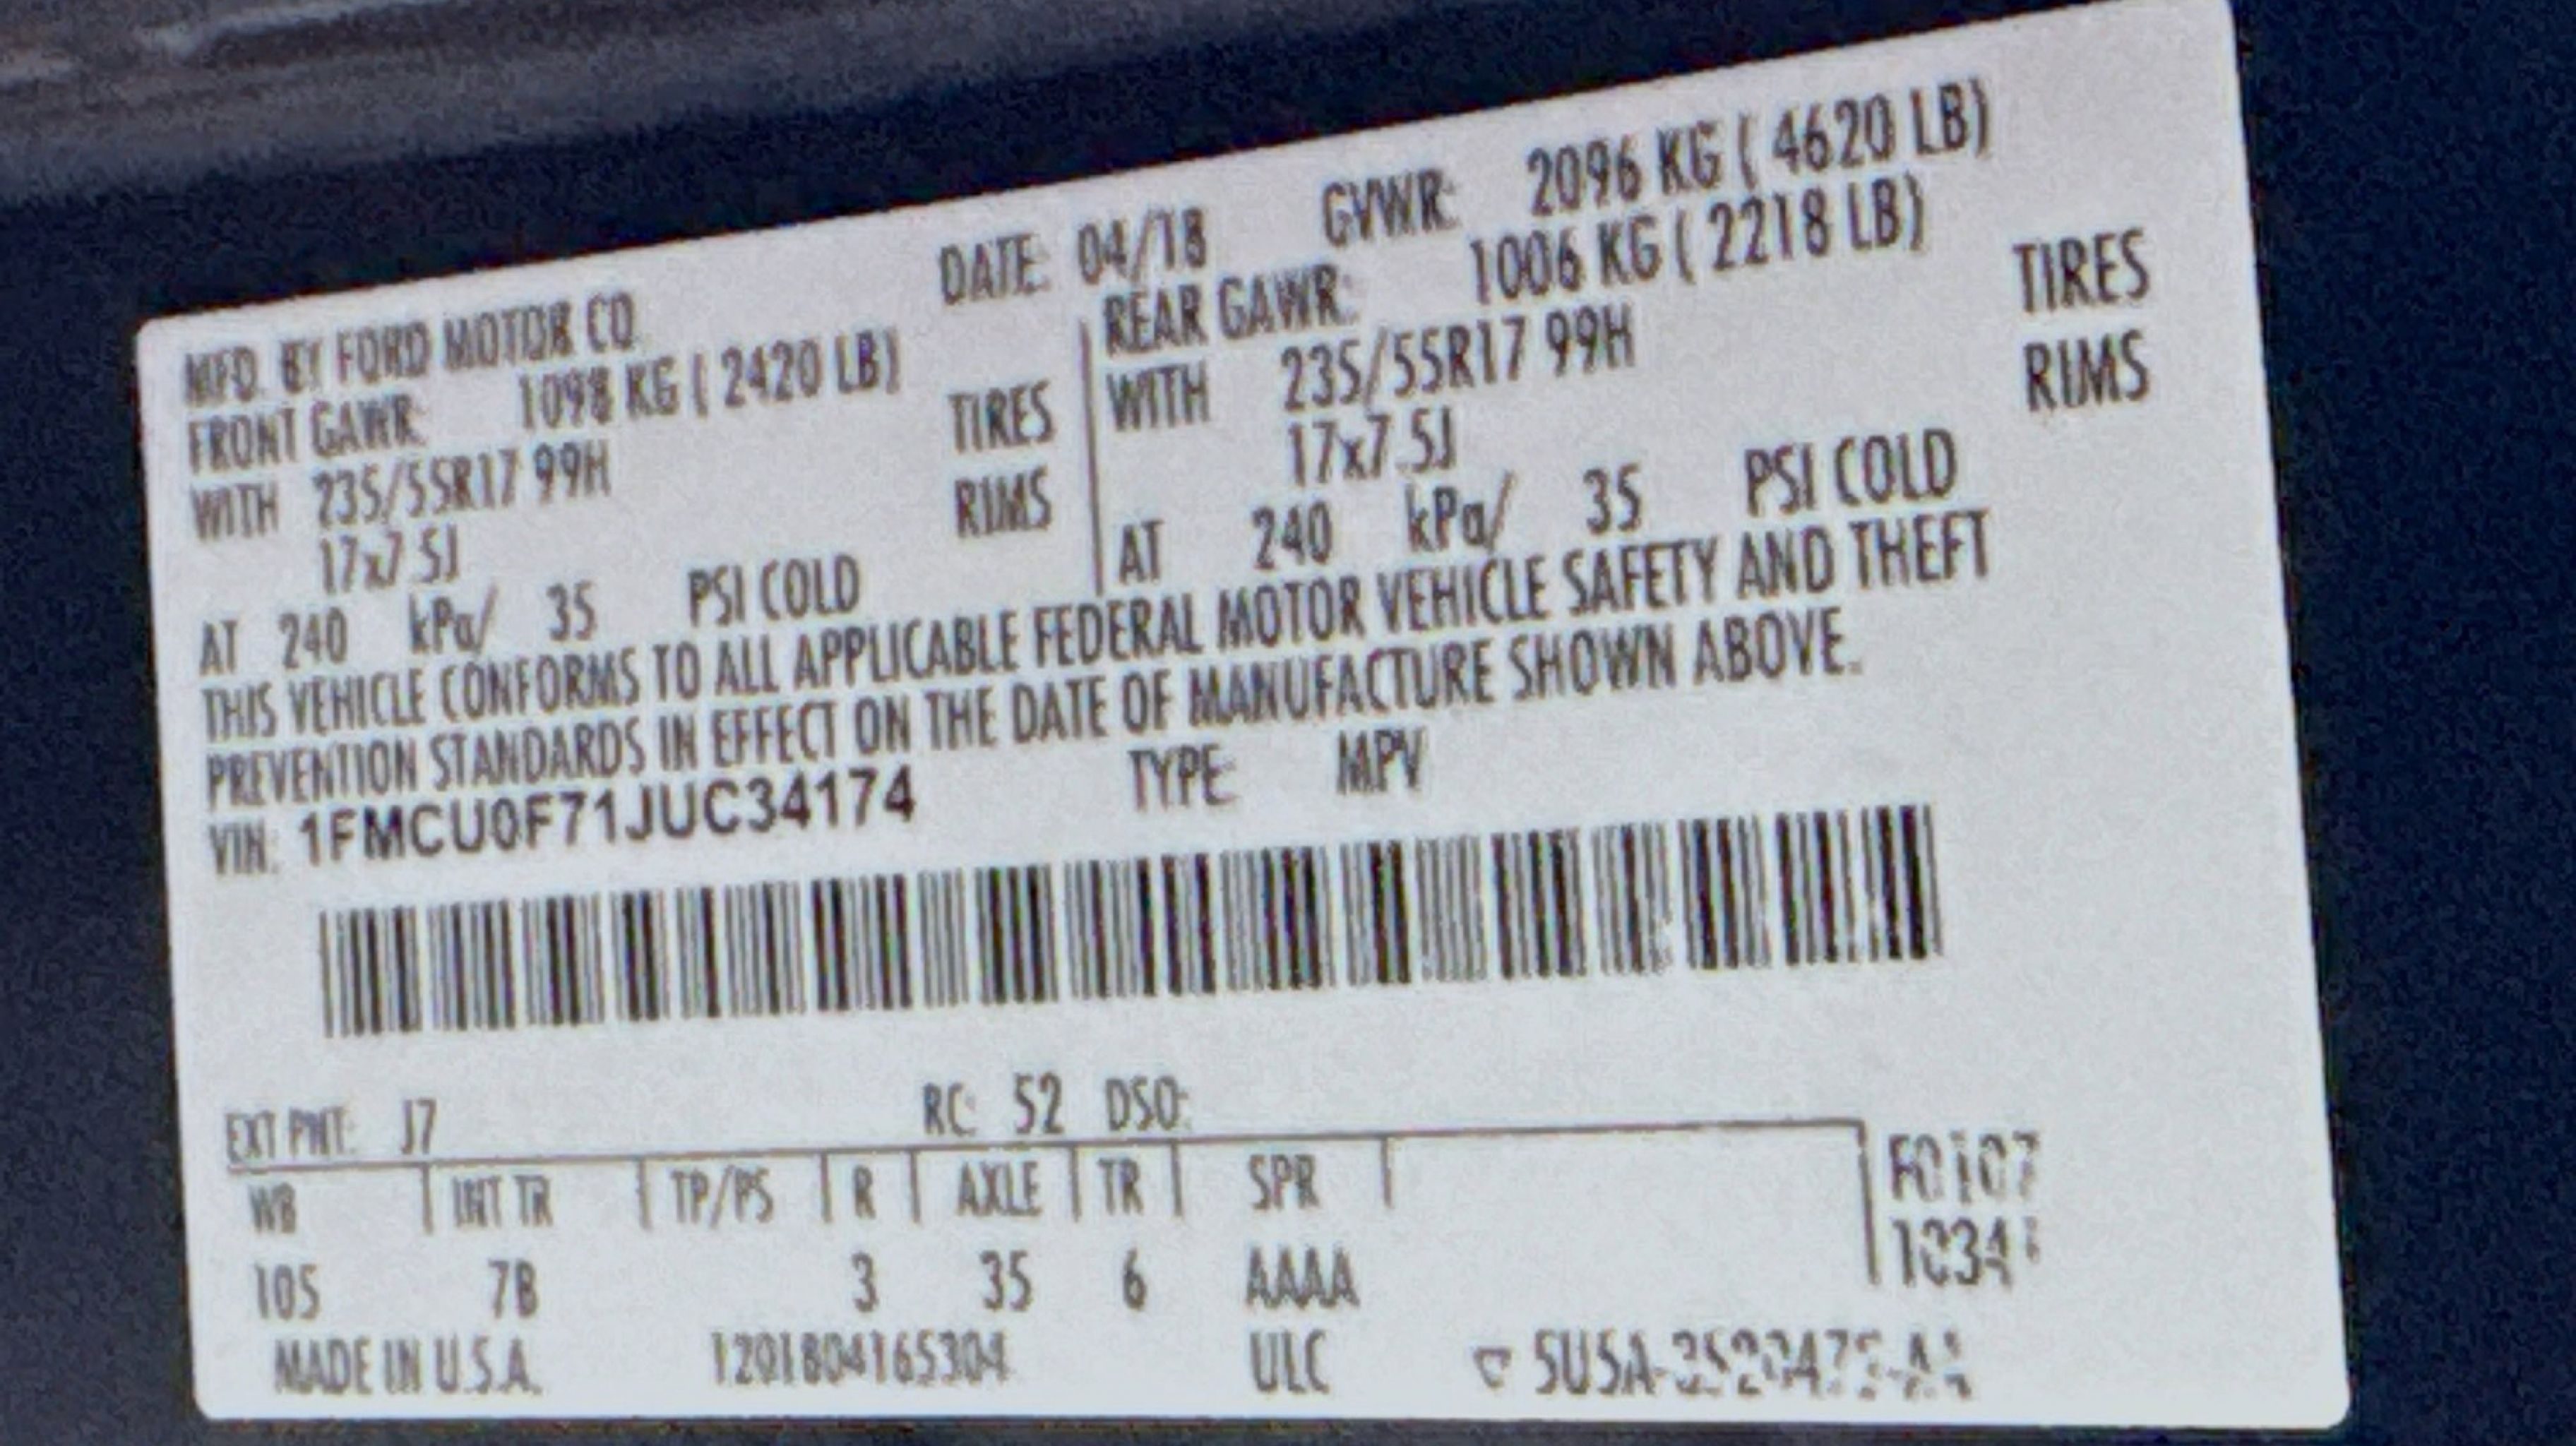 MFD. BY FORD MOTOR CO.
DATE: 04/18 GVWR: 2096 KG ( 4620 LB)
FRONT GAWR: 1098 KG ( 2420 LB)
WITH 235/55R17 99H TIRES
17x7.5J RIMS
AT 240 kPa/ 35 PSI COLD
REAR GAWR: 1006 KG ( 2218 LB)
WITH 235/55R17 99H TIRES
17x7.5J RIMS
AT 240 kPa/ 35 PSI COLD
THIS VEHICLE CONFORMS TO ALL APPLICABLE FEDERAL MOTOR VEHICLE SAFETY AND THEFT
PREVENTION STANDARDS IN EFFECT ON THE DATE OF MANUFACTURE SHOWN ABOVE.
VIN: 1FMCU0F71JUC34174 TYPE: MPV
EXT PNT: J7 RC: 52 DSO:
WB INT TR TP/PS R AXLE TR SPR
F0107
105 7B 3 35 6 AAAA
MADE IN U.S.A. 1201804165304 ULC